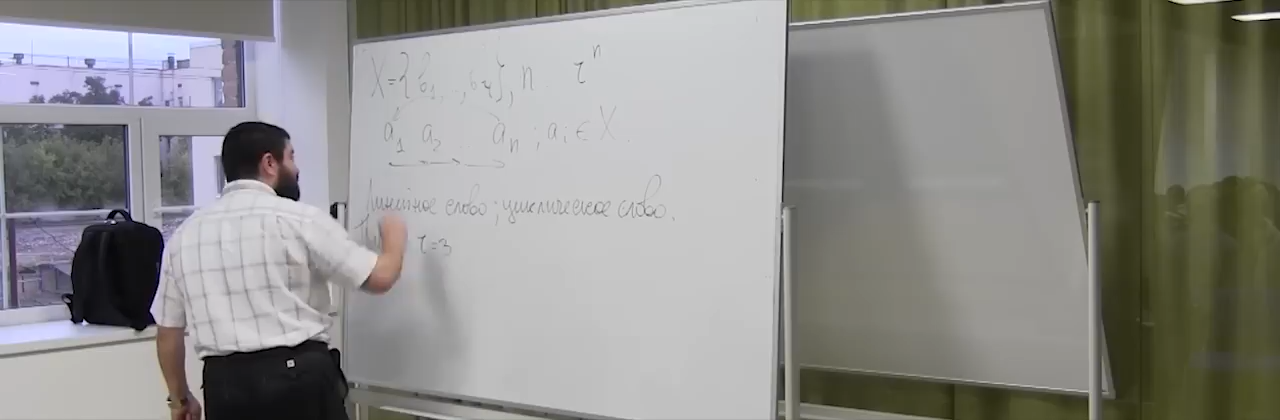 X={b₁,..,b_r}, n r^n
a₁ a₂ . . aₙ ; aᵢ ∈ X.
Линейное слово; циклическое слово.
r=3